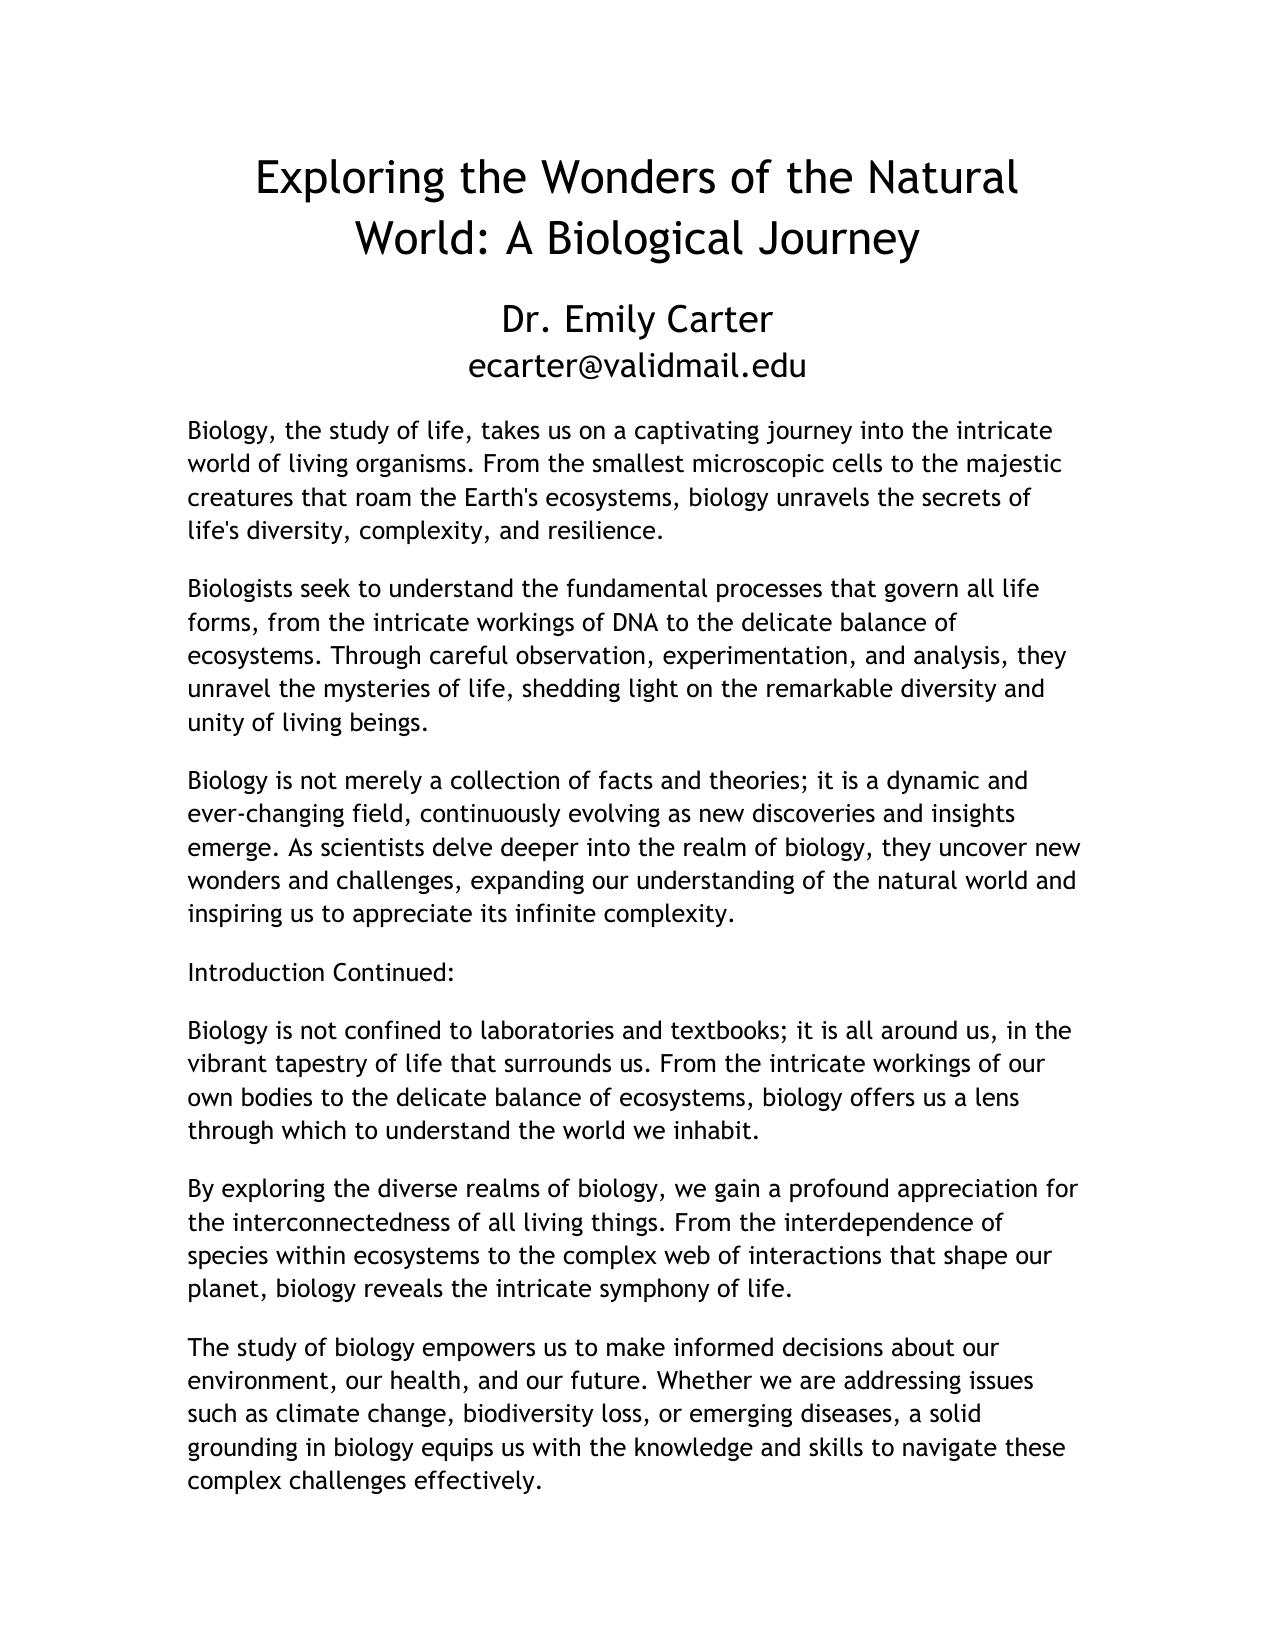 Exploring the Wonders of the Natural
World: A Biological Journey
Dr. Emily Carter
ecarter@validmail.edu
Biology, the study of life, takes us on a captivating journey into the intricate
world of living organisms. From the smallest microscopic cells to the majestic
creatures that roam the Earth's ecosystems, biology unravels the secrets of
life's diversity, complexity, and resilience.
Biologists seek to understand the fundamental processes that govern all life
forms, from the intricate workings of DNA to the delicate balance of
ecosystems. Through careful observation, experimentation, and analysis, they
unravel the mysteries of life, shedding light on the remarkable diversity and
unity of living beings.
Biology is not merely a collection of facts and theories; it is a dynamic and
ever-changing field, continuously evolving as new discoveries and insights
emerge. As scientists delve deeper into the realm of biology, they uncover new
wonders and challenges, expanding our understanding of the natural world and
inspiring us to appreciate its infinite complexity.
Introduction Continued:
Biology is not confined to laboratories and textbooks; it is all around us, in the
vibrant tapestry of life that surrounds us. From the intricate workings of our
own bodies to the delicate balance of ecosystems, biology offers us a lens
through which to understand the world we inhabit.
By exploring the diverse realms of biology, we gain a profound appreciation for
the interconnectedness of all living things. From the interdependence of
species within ecosystems to the complex web of interactions that shape our
planet, biology reveals the intricate symphony of life.
The study of biology empowers us to make informed decisions about our
environment, our health, and our future. Whether we are addressing issues
such as climate change, biodiversity loss, or emerging diseases, a solid
grounding in biology equips us with the knowledge and skills to navigate these
complex challenges effectively.